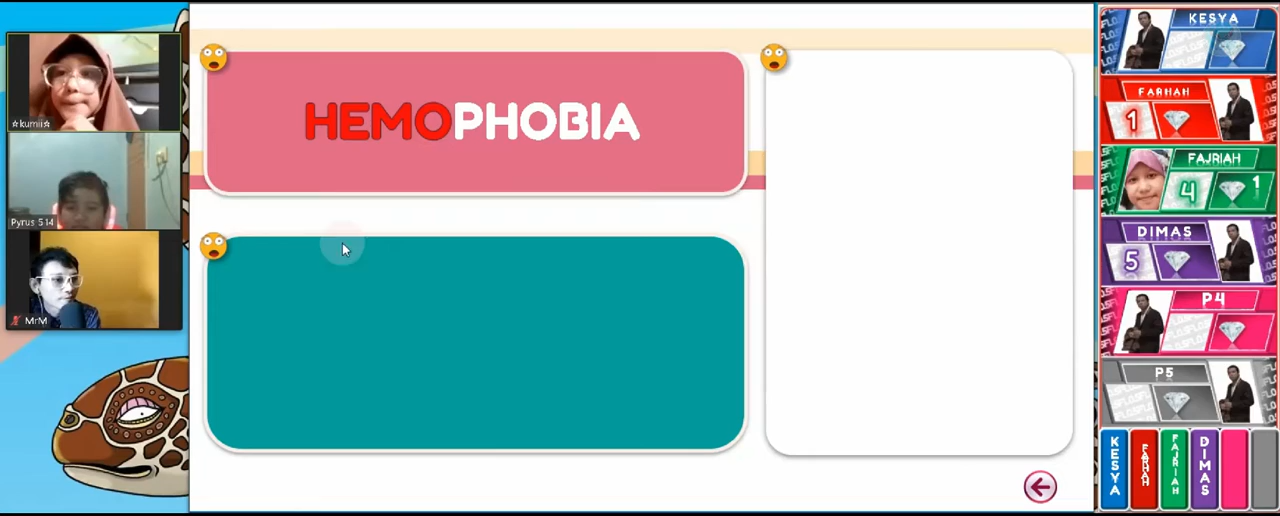 ☆kumii☆
Pyrus 514
MrM
HEMOPHOBIA
KESYA
FARHAH
1
FAJRIAH
4
1
DIMAS
5
P4
P5
KESYA
FARHAH
FAJRIAH
DIMAS